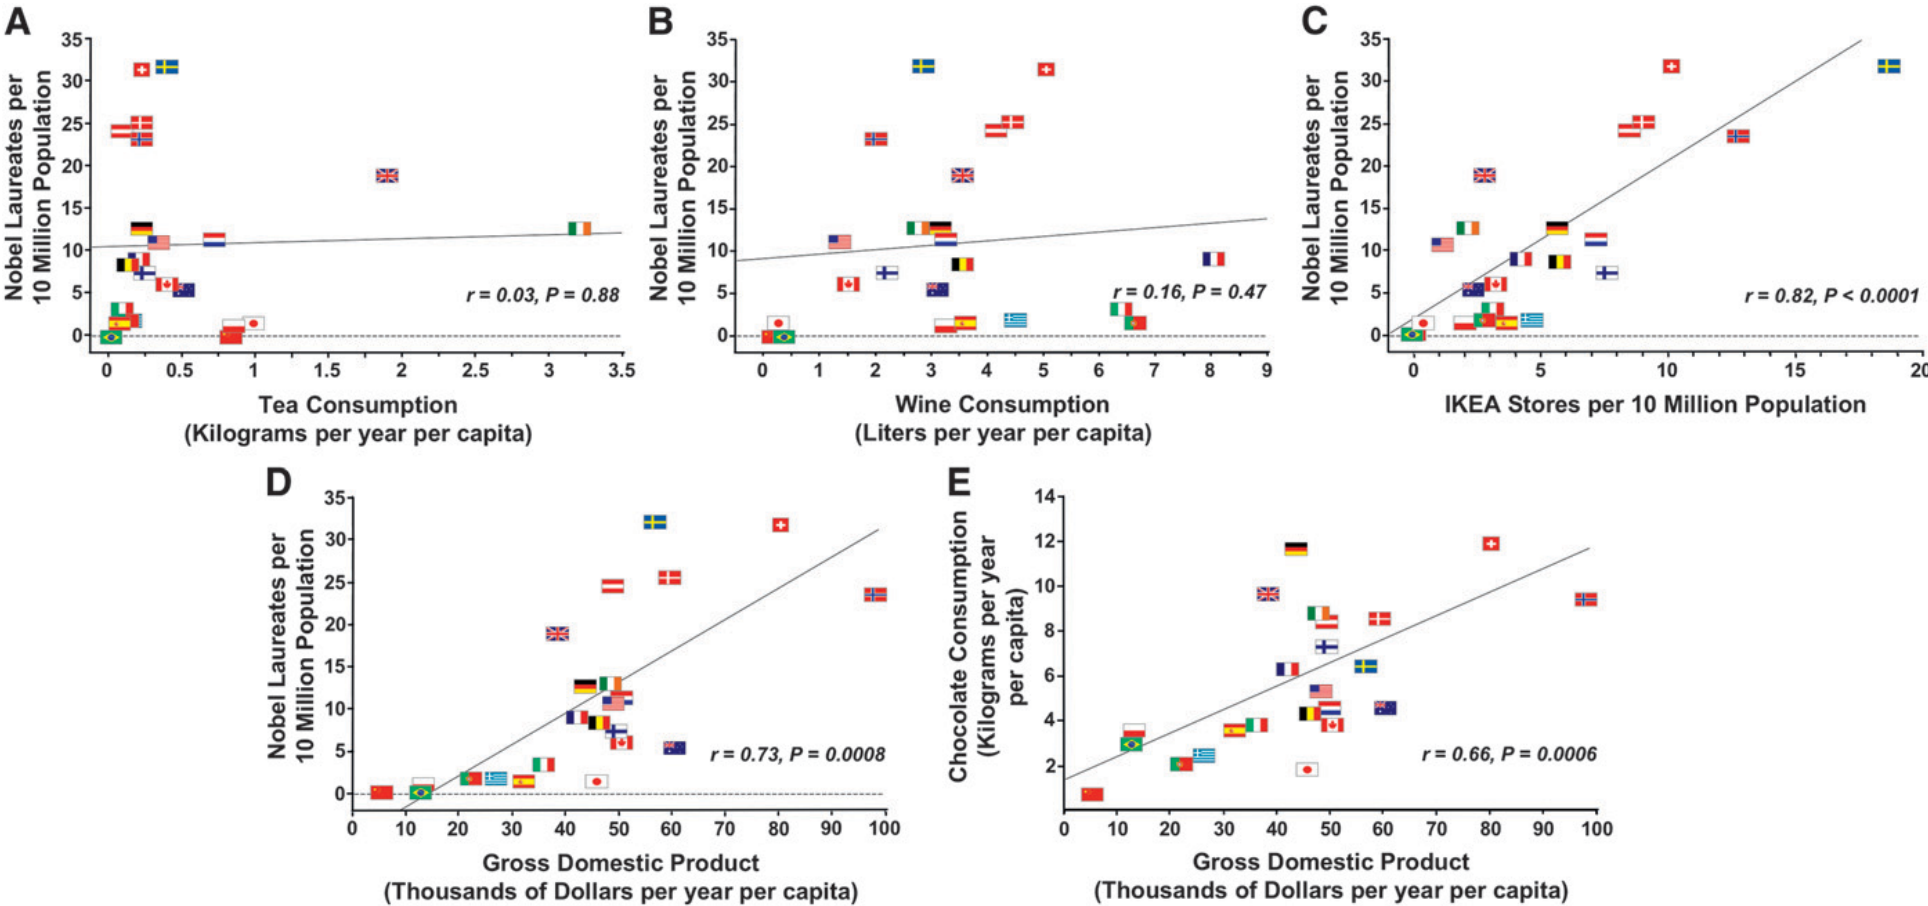 A
Nobel Laureates per
10 Million Population
35
30
25
20
15
10
5
0
r = 0.03, P = 0.88
0 0.5 1 1.5 2 2.5 3 3.5
Tea Consumption
(Kilograms per year per capita)
B
Nobel Laureates per
10 Million Population
35
30
25
20
15
10
5
0
r = 0.16, P = 0.47
0 1 2 3 4 5 6 7 8 9
Wine Consumption
(Liters per year per capita)
C
Nobel Laureates per
10 Million Population
35
30
25
20
15
10
5
0
r = 0.82, P < 0.0001
0 5 10 15 20
IKEA Stores per 10 Million Population
D
Nobel Laureates per
10 Million Population
35
30
25
20
15
10
5
0
r = 0.73, P = 0.0008
0 10 20 30 40 50 60 70 80 90 100
Gross Domestic Product
(Thousands of Dollars per year per capita)
E
Chocolate Consumption
(Kilograms per year
per capita)
14
12
10
8
6
4
2
r = 0.66, P = 0.0006
0 10 20 30 40 50 60 70 80 90 100
Gross Domestic Product
(Thousands of Dollars per year per capita)